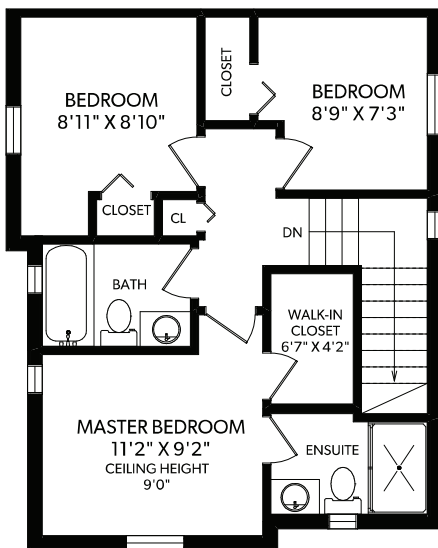 CLOSET
BEDROOM
8'11" X 8'10"
BEDROOM
8'9" X 7'3"
CLOSET
CL
DN
BATH
WALK-IN
CLOSET
6'7" X 4'2"
MASTER BEDROOM
11'2" X 9'2"
CEILING HEIGHT
9'0"
ENSUITE